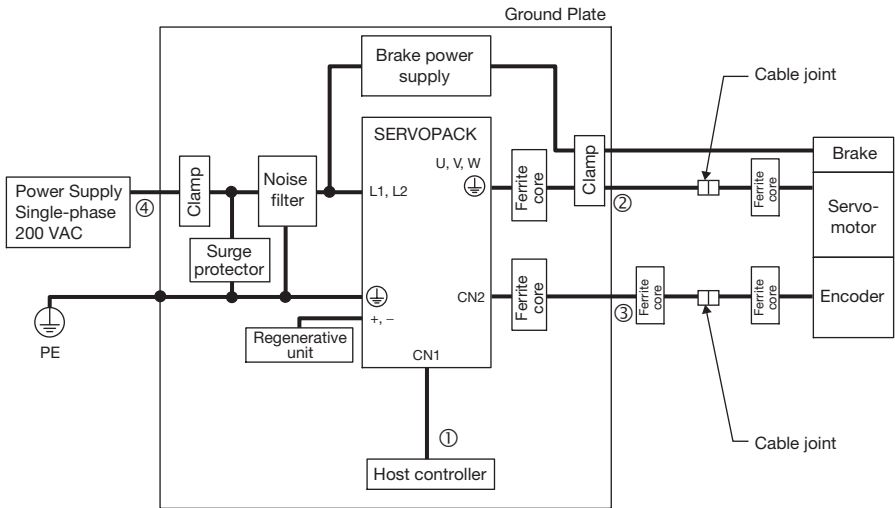 Ground Plate
Brake power
supply
Cable joint
SERVOPACK
U, V, W
Ferrite
core
Clamp
Brake
Power Supply
Single-phase
200 VAC
④
Clamp
Noise
filter
L1, L2
②
Ferrite
core
Servo-
motor
Surge
protector
CN2
Ferrite
core
③
Ferrite
core
Ferrite
core
Encoder
PE
+, −
Regenerative
unit
CN1
①
Host controller
Cable joint